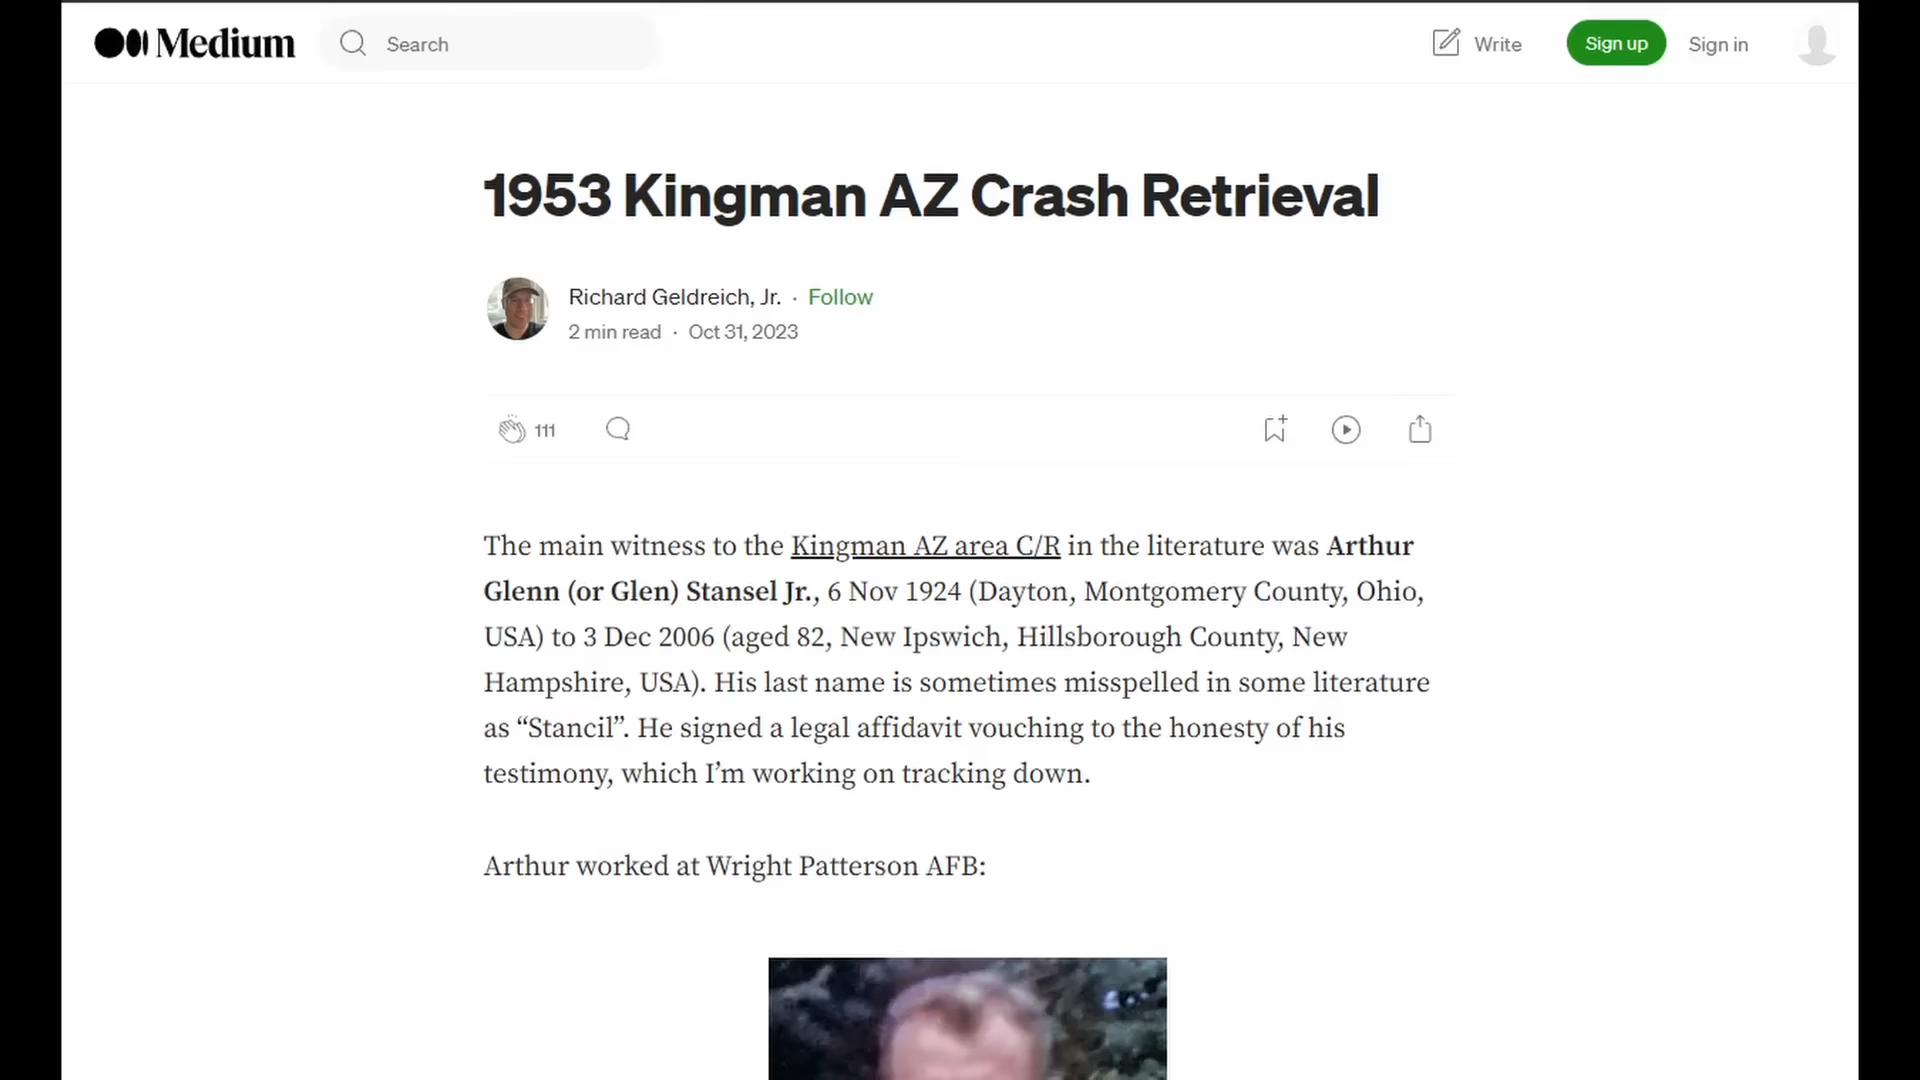 Medium
Search
Write
Sign up
Sign in
1953 Kingman AZ Crash Retrieval
Richard Geldreich, Jr. · Follow
2 min read · Oct 31, 2023
111
The main witness to the Kingman AZ area C/R in the literature was Arthur
Glenn (or Glen) Stansel Jr., 6 Nov 1924 (Dayton, Montgomery County, Ohio,
USA) to 3 Dec 2006 (aged 82, New Ipswich, Hillsborough County, New
Hampshire, USA). His last name is sometimes misspelled in some literature
as “Stancil”. He signed a legal affidavit vouching to the honesty of his
testimony, which I’m working on tracking down.
Arthur worked at Wright Patterson AFB: